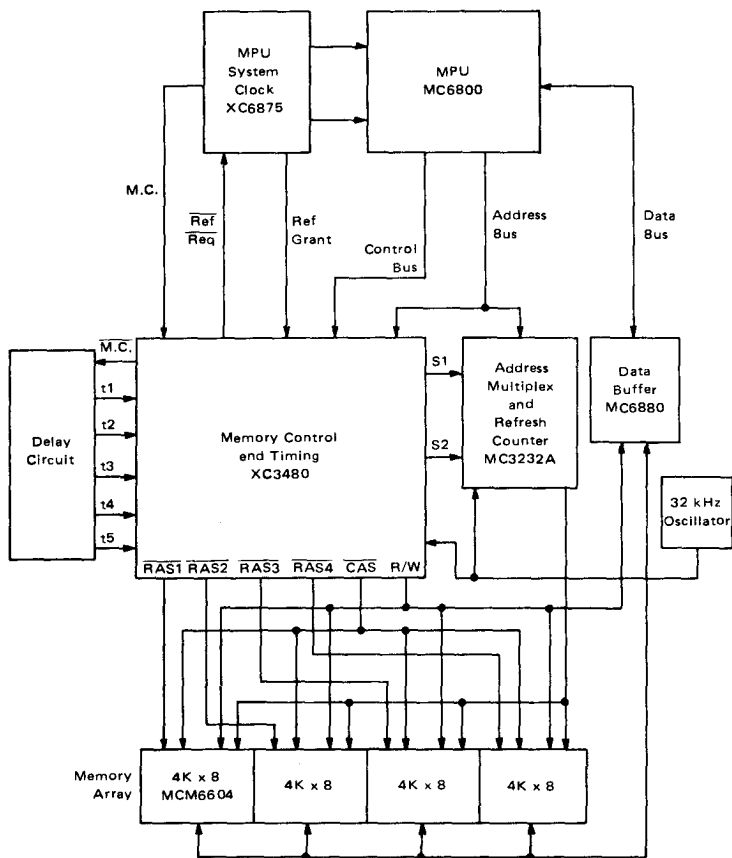 MPU
System
Clock
XC6875
MPU
MC6800
M.C.
Ref
Req
Ref
Grant
Control
Bus
Address
8us
Data
8us
M.C.
t1
t2
t3
t4
t5
Delay
Circuit
Memory Control
end Timing
XC3480
S1
S2
Address
Multiplex
and
Refresh
Counter
MC3232A
Data
Buffer
MC6880
32 kHz
Oscillator
RAS1 RAS2 RAS3 RAS4 CAS R/W
Memory
Array
4K x 8
MCM6604
4K x 8
4K x 8
4K x 8